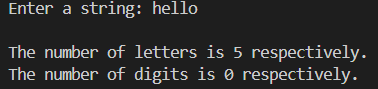 Enter a string: hello
The number of letters is 5 respectively.
The number of digits is 0 respectively.